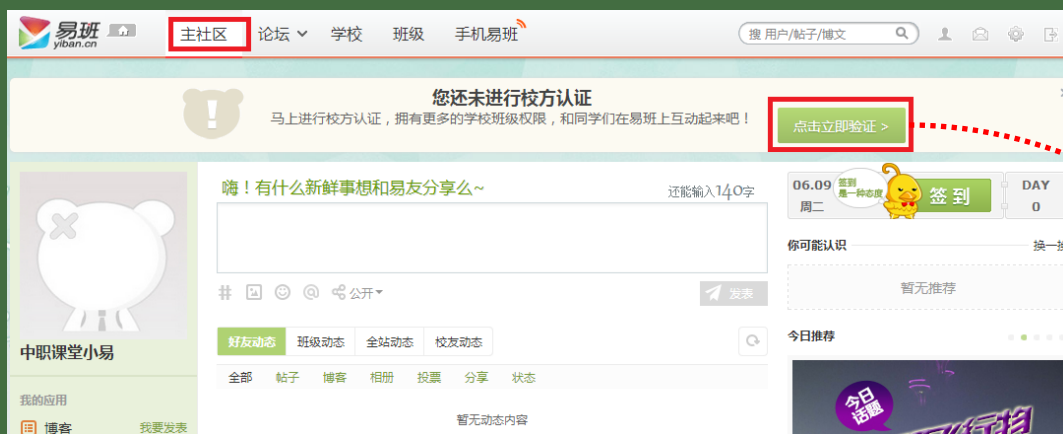 易班
yiban.cn
主社区 论坛 学校 班级 手机易班
搜 用户/帖子/博文
您还未进行校方认证
马上进行校方认证，拥有更多的学校班级权限，和同学们在易班上互动起来吧！
点击立即验证 >
嗨！有什么新鲜事想和易友分享么~
还能输入140字
公开
发表
好友动态 班级动态 全站动态 校友动态
全部 帖子 博客 相册 投票 分享 状态
暂无动态内容
中职课堂小易
我的应用
博客 我要发表
06.09
周二
签到
是一种态度
签到
DAY
0
你可能认识
换一
暂无推荐
今日推荐
今日
话题